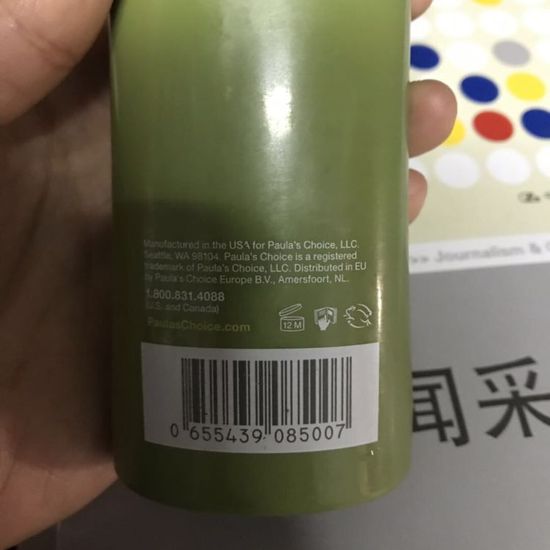 Manufactured in the USA for Paula's Choice, LLC.
Seattle, WA 98104. Paula's Choice is a registered
trademark of Paula's Choice, LLC. Distributed in EU
by Paula's Choice Europe B.V., Amersfoort, NL.
1.800.831.4088
(U.S. and Canada)
PaulasChoice.com
12 M
0 655439 085007
>> Journalism &
闻采